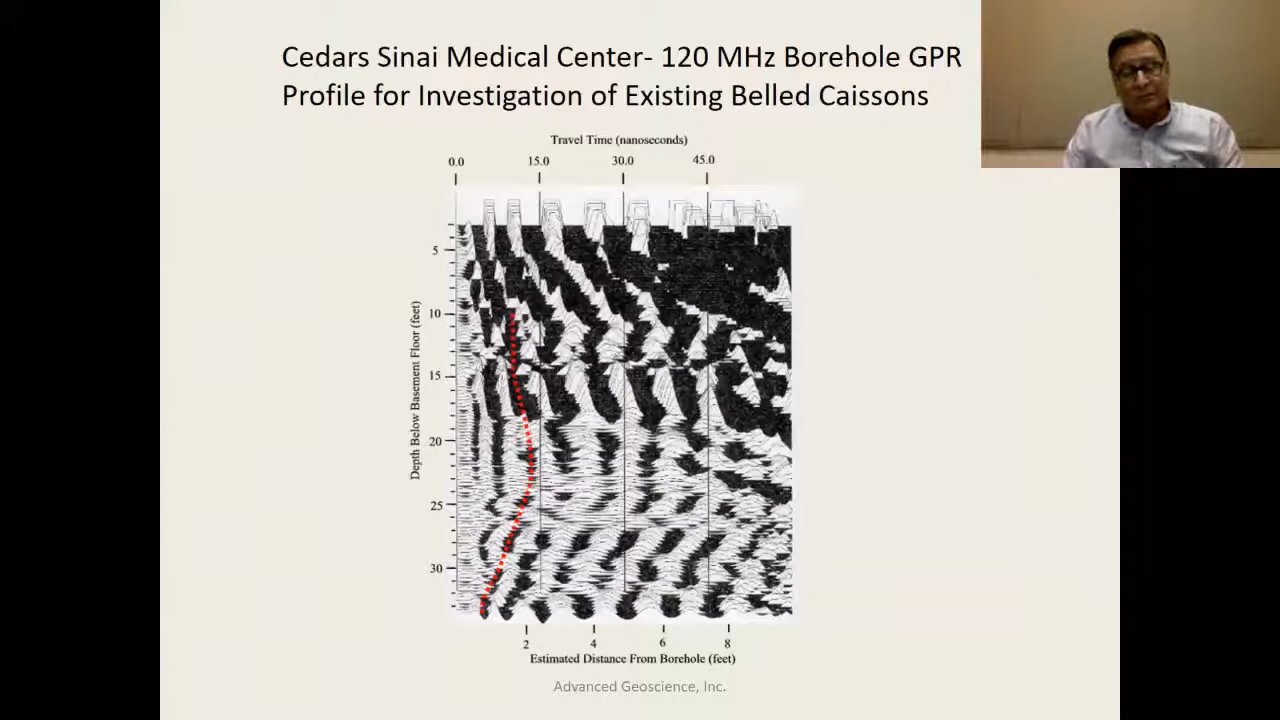 Cedars Sinai Medical Center- 120 MHz Borehole GPR
Profile for Investigation of Existing Belled Caissons
Travel Time (nanoseconds)
0.0 15.0 30.0 45.0
Depth Below Basement Floor (feet)
5
10
15
20
25
30
2 4 6 8
Estimated Distance From Borehole (feet)
Advanced Geoscience, Inc.